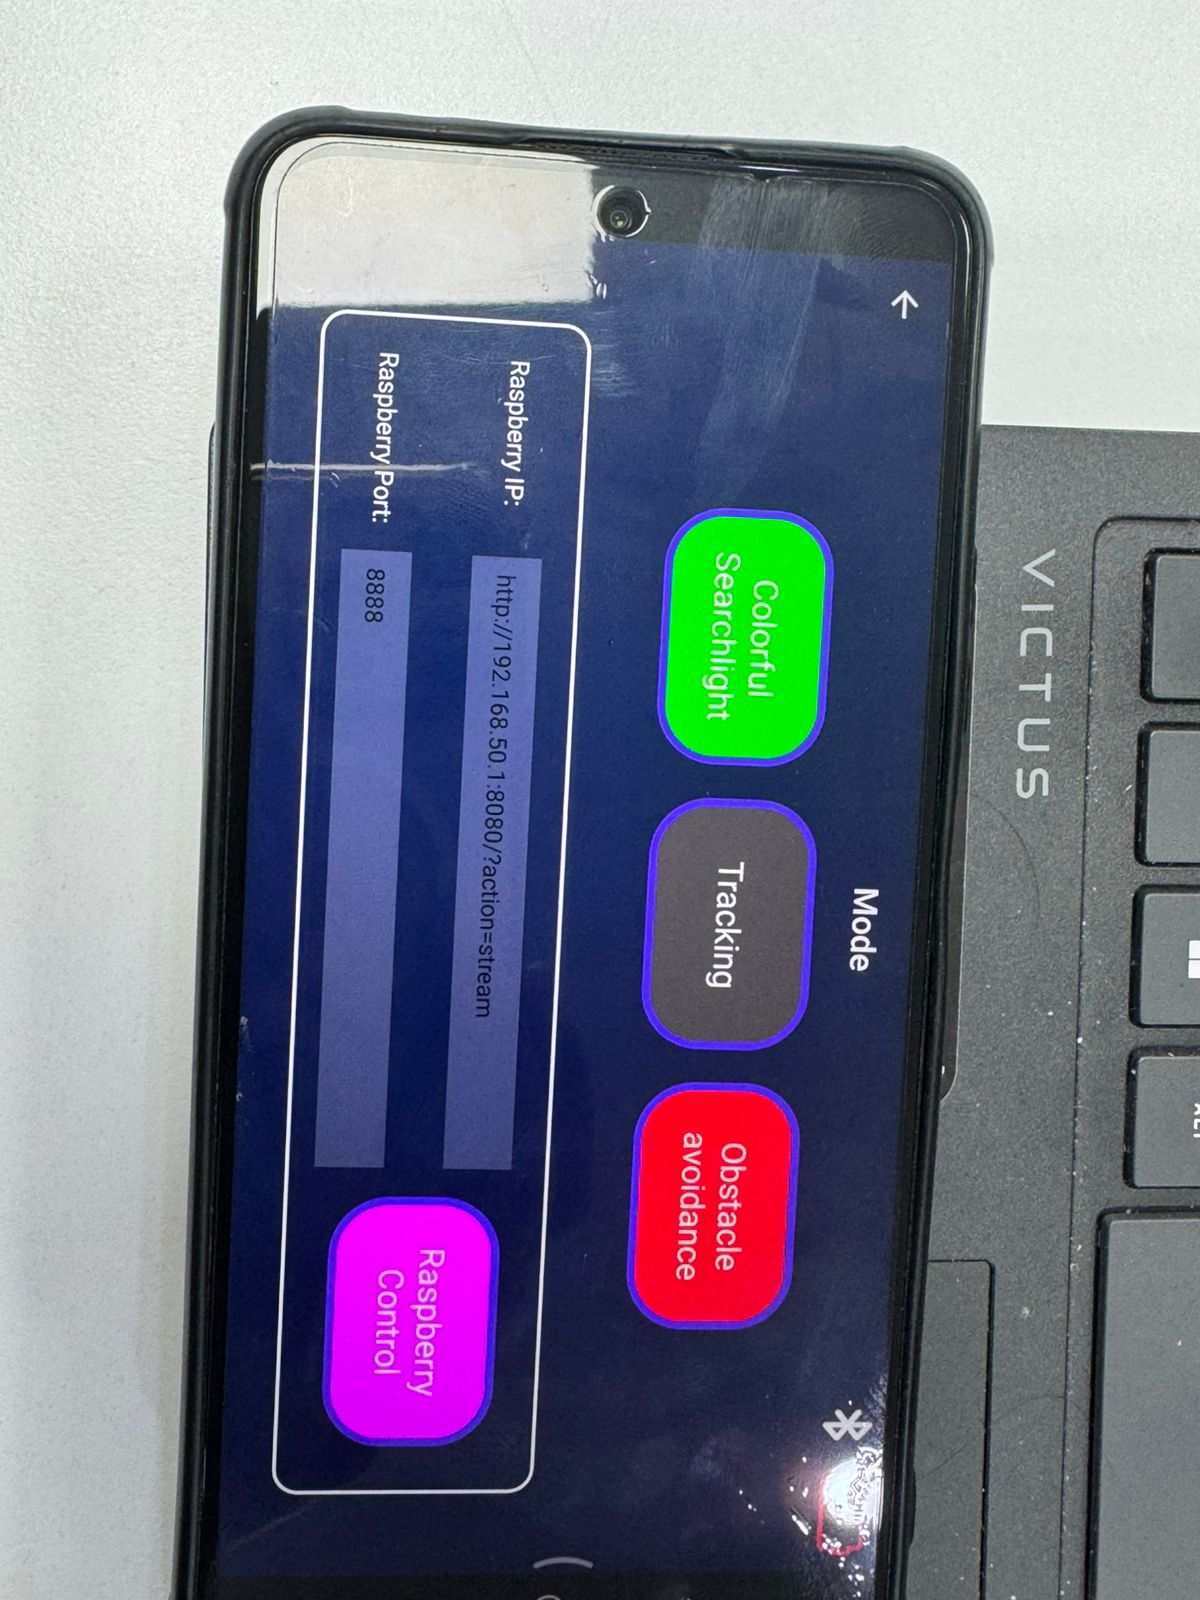 Mode
Colorful
Searchlight
Tracking
Obstacle
avoidance
Raspberry IP:
http://192.168.50.1:8080/?action=stream
Raspberry Port:
8888
Raspberry
Control
VICTUS
ALT